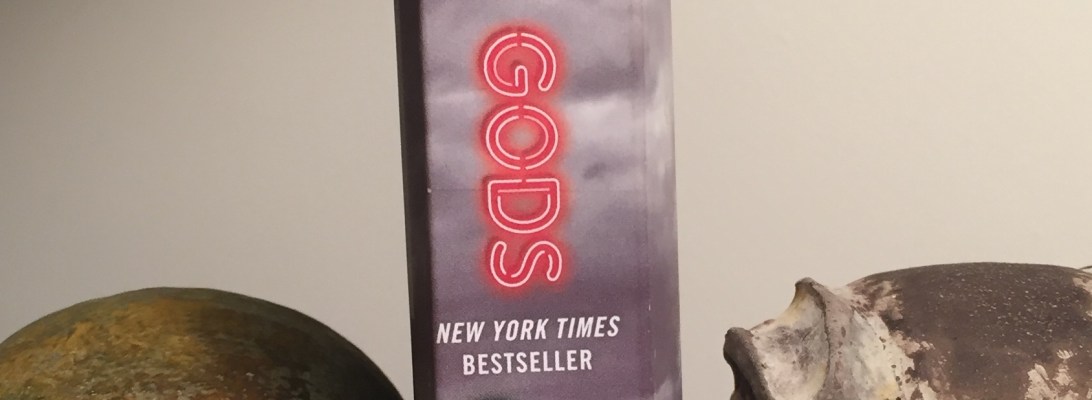 GODS
NEW YORK TIMES
BESTSELLER